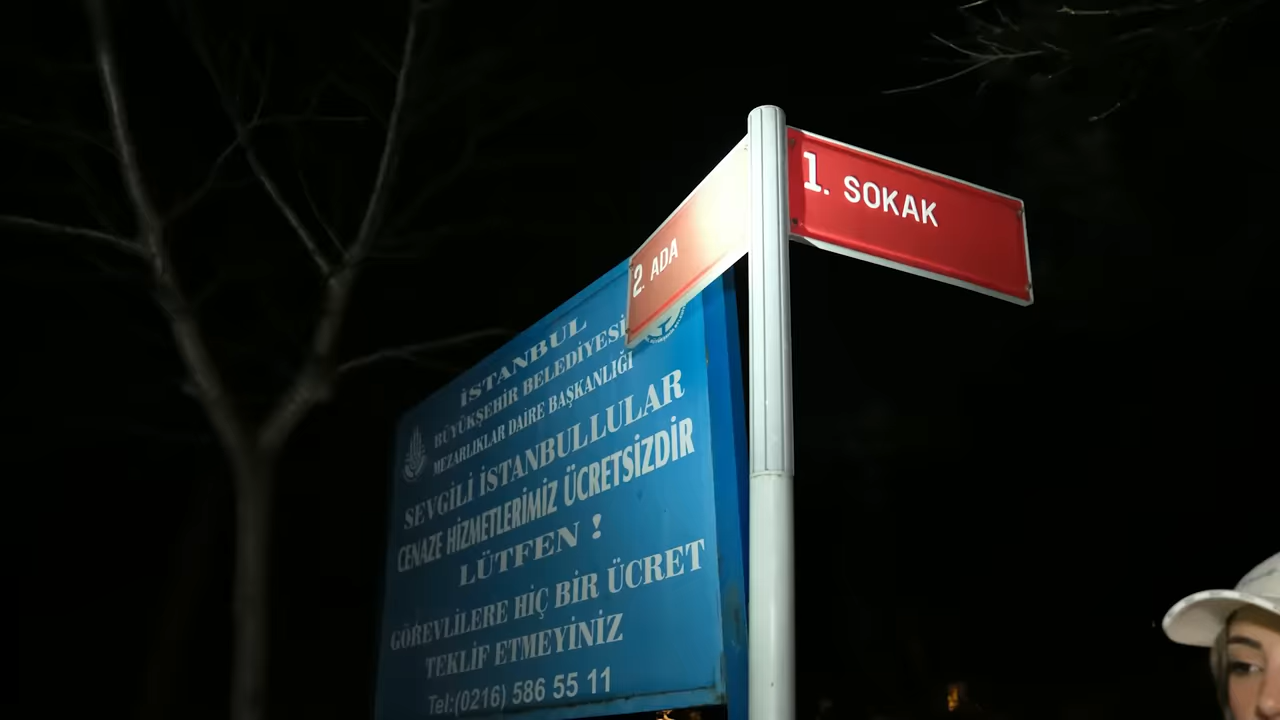 1. SOKAK
2. ADA
İSTANBUL
BÜYÜKŞEHİR BELEDİYESİ
MEZARLIKLAR DAİRE BAŞKANLIĞI
SEVGİLİ İSTANBULLULAR
CENAZE HİZMETLERİMİZ ÜCRETSİZDİR
LÜTFEN !
GÖREVLİLERE HİÇ BİR ÜCRET
TEKLİF ETMEYİNİZ
Tel:(0216) 586 55 11